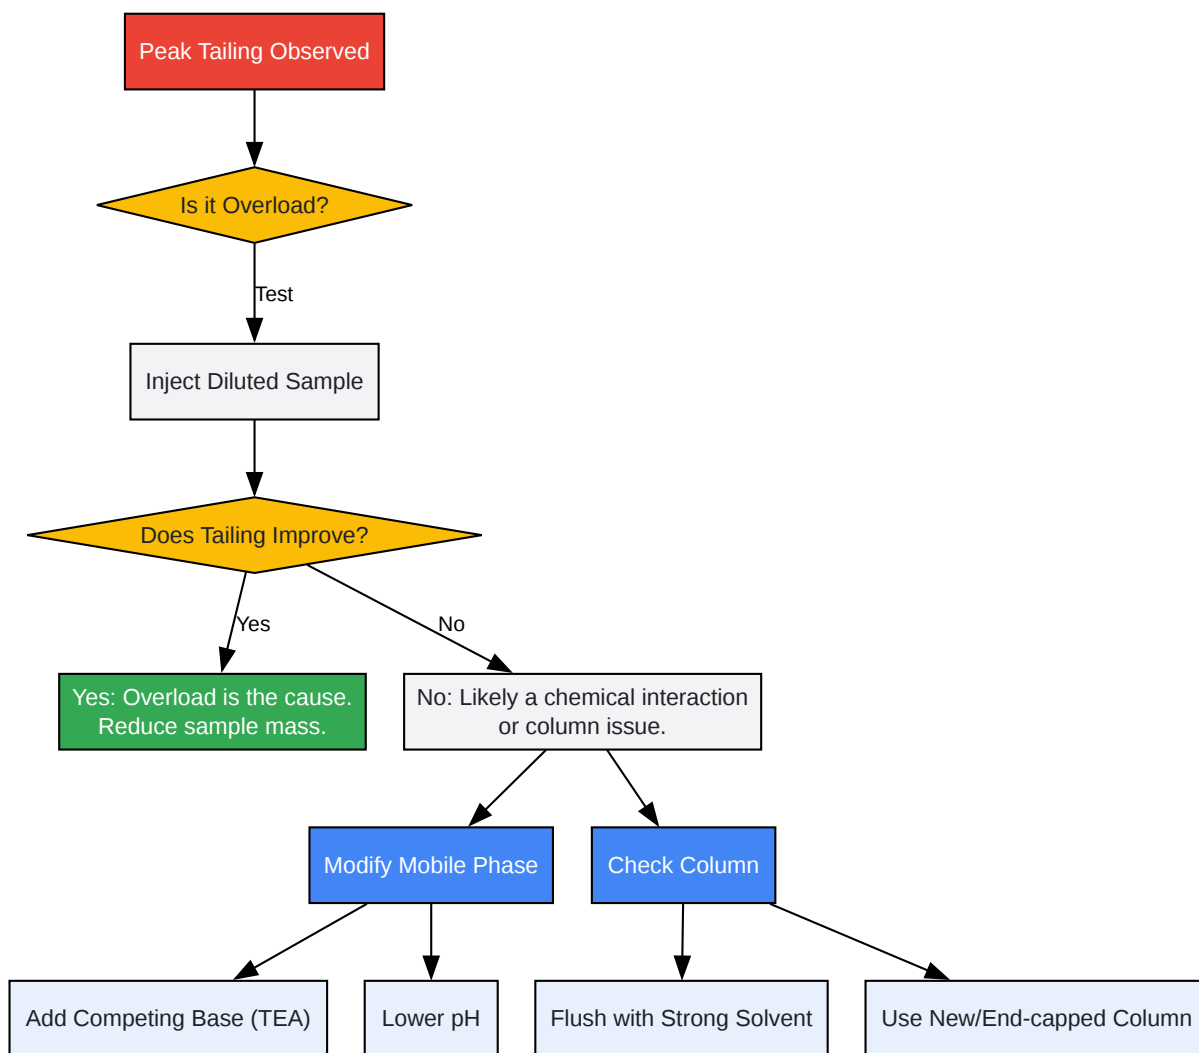 Peak Tailing Observed
Is it Overload?
Test
Inject Diluted Sample
Does Tailing Improve?
Yes
No
Yes: Overload is the cause.
Reduce sample mass.
No: Likely a chemical interaction
or column issue.
Modify Mobile Phase
Check Column
Add Competing Base (TEA)
Lower pH
Flush with Strong Solvent
Use New/End-capped Column